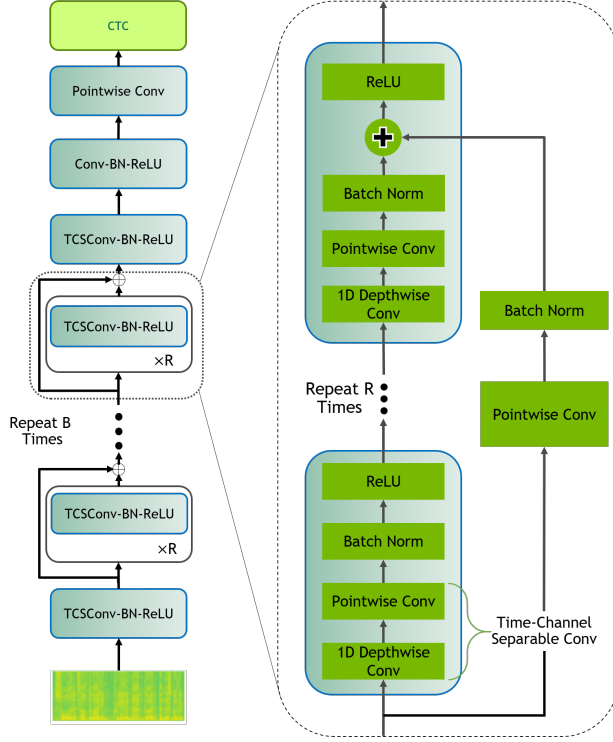 CTC
Pointwise Conv
Conv-BN-ReLU
TCSConv-BN-ReLU
TCSConv-BN-ReLU
×R
Repeat B
Times
TCSConv-BN-ReLU
×R
TCSConv-BN-ReLU
ReLU
Batch Norm
Pointwise Conv
1D Depthwise
Conv
Repeat R
Times
ReLU
Batch Norm
Pointwise Conv
1D Depthwise
Conv
Batch Norm
Pointwise Conv
Time-Channel
Separable Conv